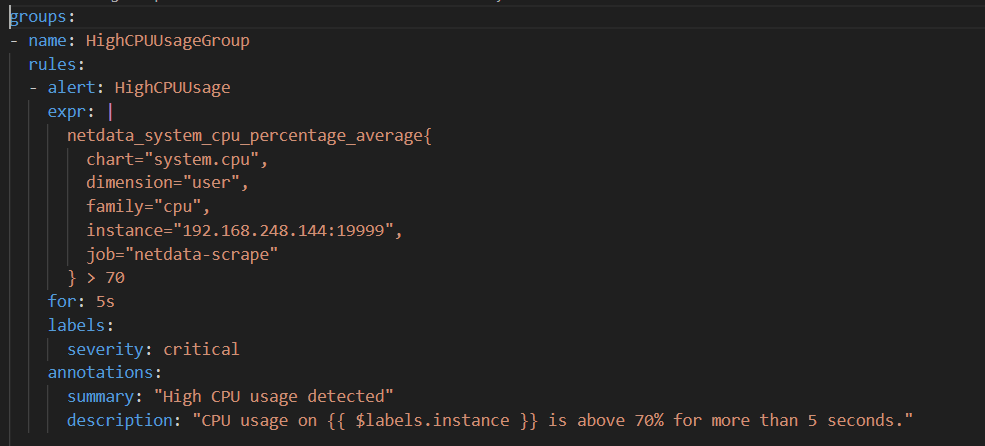 groups:
- name: HighCPUUsageGroup
  rules:
  - alert: HighCPUUsage
    expr: |
      netdata_system_cpu_percentage_average{
        chart="system.cpu",
        dimension="user",
        family="cpu",
        instance="192.168.248.144:19999",
        job="netdata-scrape"
      } > 70
    for: 5s
    labels:
      severity: critical
    annotations:
      summary: "High CPU usage detected"
      description: "CPU usage on {{ $labels.instance }} is above 70% for more than 5 seconds."